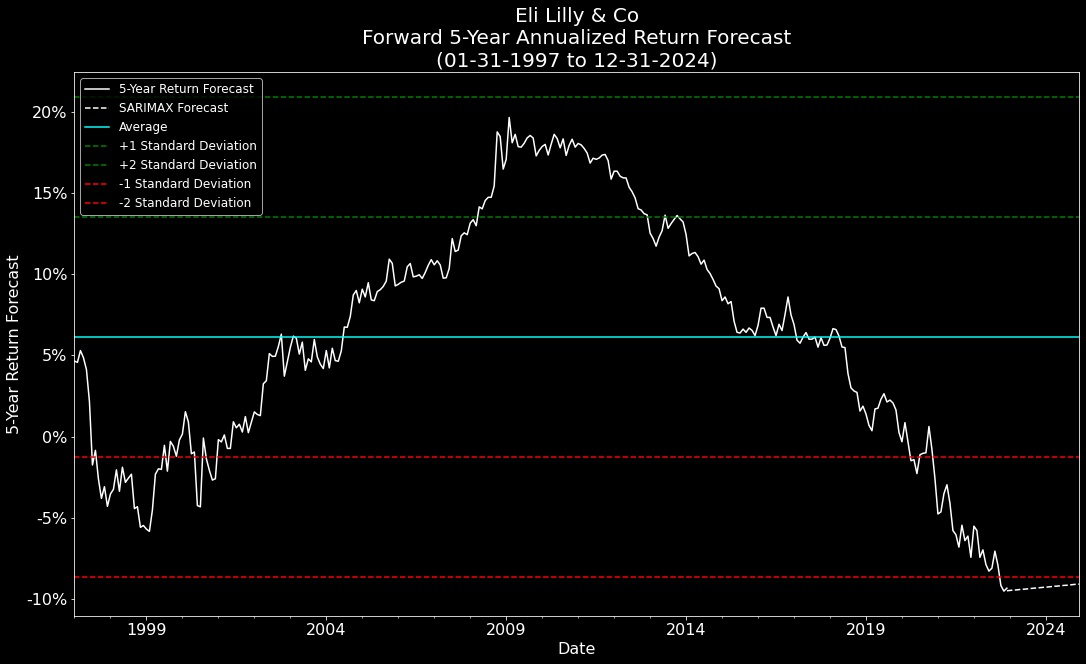 Eli Lilly & Co
Forward 5-Year Annualized Return Forecast
(01-31-1997 to 12-31-2024)
5-Year Return Forecast
SARIMAX Forecast
Average
+1 Standard Deviation
+2 Standard Deviation
-1 Standard Deviation
-2 Standard Deviation
5-Year Return Forecast
20%
15%
10%
5%
0%
-5%
-10%
1999 2004 2009 2014 2019 2024
Date